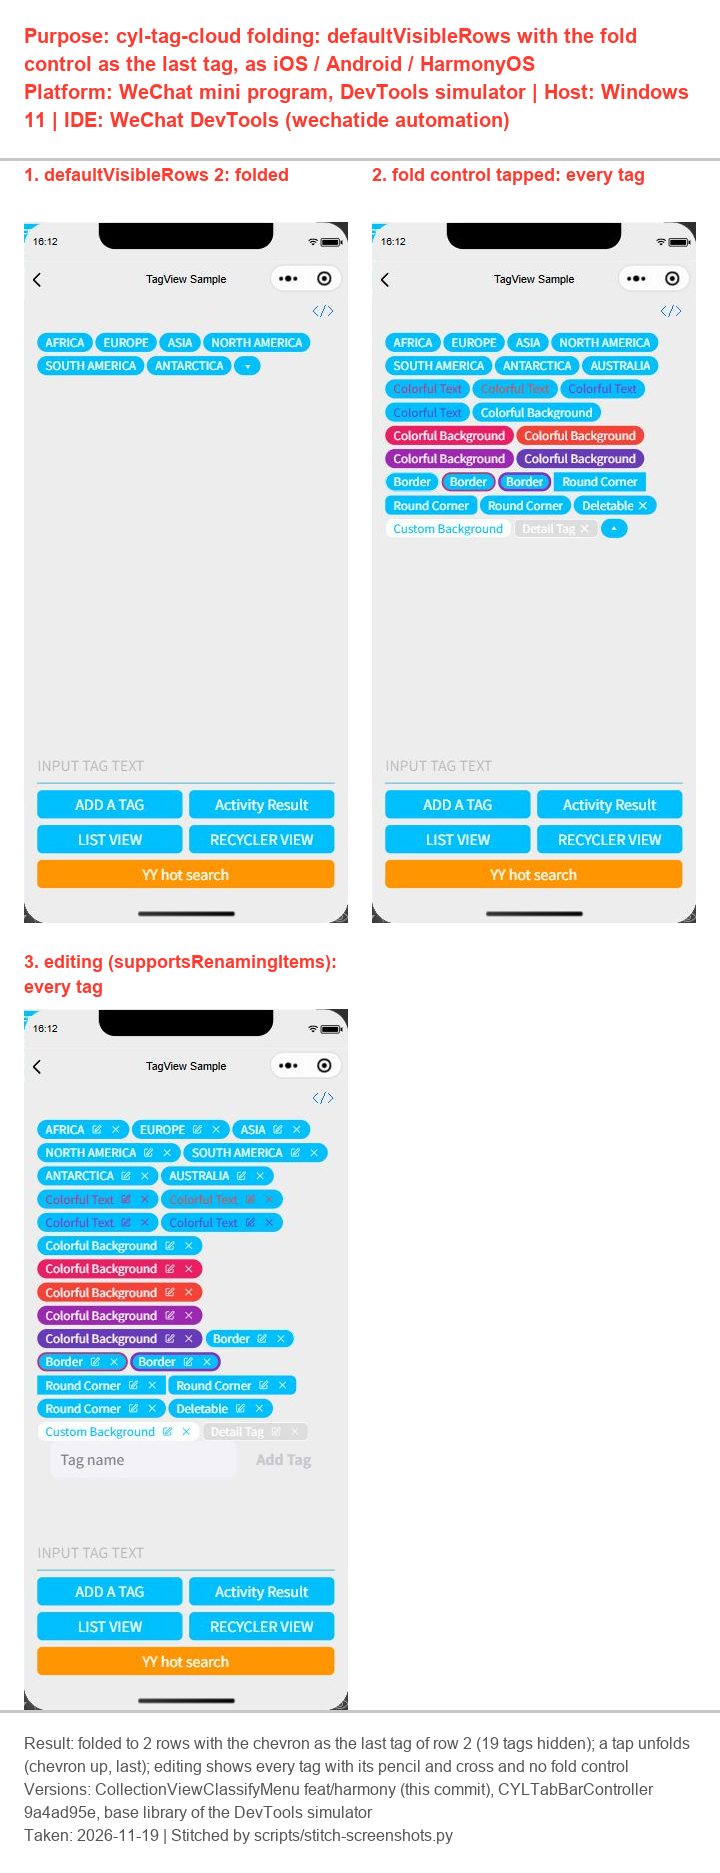 Purpose: cyl-tag-cloud folding: defaultVisibleRows with the fold
control as the last tag, as iOS / Android / HarmonyOS
Platform: WeChat mini program, DevTools simulator | Host: Windows
11 | IDE: WeChat DevTools (wechatide automation)
1. defaultVisibleRows 2: folded
16:12
TagView Sample
</>
AFRICA EUROPE ASIA NORTH AMERICA
SOUTH AMERICA ANTARCTICA
INPUT TAG TEXT
ADD A TAG Activity Result
LIST VIEW RECYCLER VIEW
YY hot search
2. fold control tapped: every tag
16:12
TagView Sample
</>
AFRICA EUROPE ASIA NORTH AMERICA
SOUTH AMERICA ANTARCTICA AUSTRALIA
Colorful Text Colorful Text Colorful Text
Colorful Text Colorful Background
Colorful Background Colorful Background
Colorful Background Colorful Background
Border Border Border Round Corner
Round Corner Round Corner Deletable ×
Custom Background Detail Tag ×
INPUT TAG TEXT
ADD A TAG Activity Result
LIST VIEW RECYCLER VIEW
YY hot search
3. editing (supportsRenamingItems):
every tag
16:12
TagView Sample
</>
AFRICA × EUROPE × ASIA ×
NORTH AMERICA × SOUTH AMERICA ×
ANTARCTICA × AUSTRALIA ×
Colorful Text × Colorful Text ×
Colorful Text × Colorful Text ×
Colorful Background ×
Colorful Background ×
Colorful Background ×
Colorful Background ×
Colorful Background × Border ×
Border × Border ×
Round Corner × Round Corner ×
Round Corner × Deletable ×
Custom Background × Detail Tag ×
Tag name Add Tag
INPUT TAG TEXT
ADD A TAG Activity Result
LIST VIEW RECYCLER VIEW
YY hot search
Result: folded to 2 rows with the chevron as the last tag of row 2 (19 tags hidden); a tap unfolds
(chevron up, last); editing shows every tag with its pencil and cross and no fold control
Versions: CollectionViewClassifyMenu feat/harmony (this commit), CYLTabBarController
9a4ad95e, base library of the DevTools simulator
Taken: 2026-11-19 | Stitched by scripts/stitch-screenshots.py